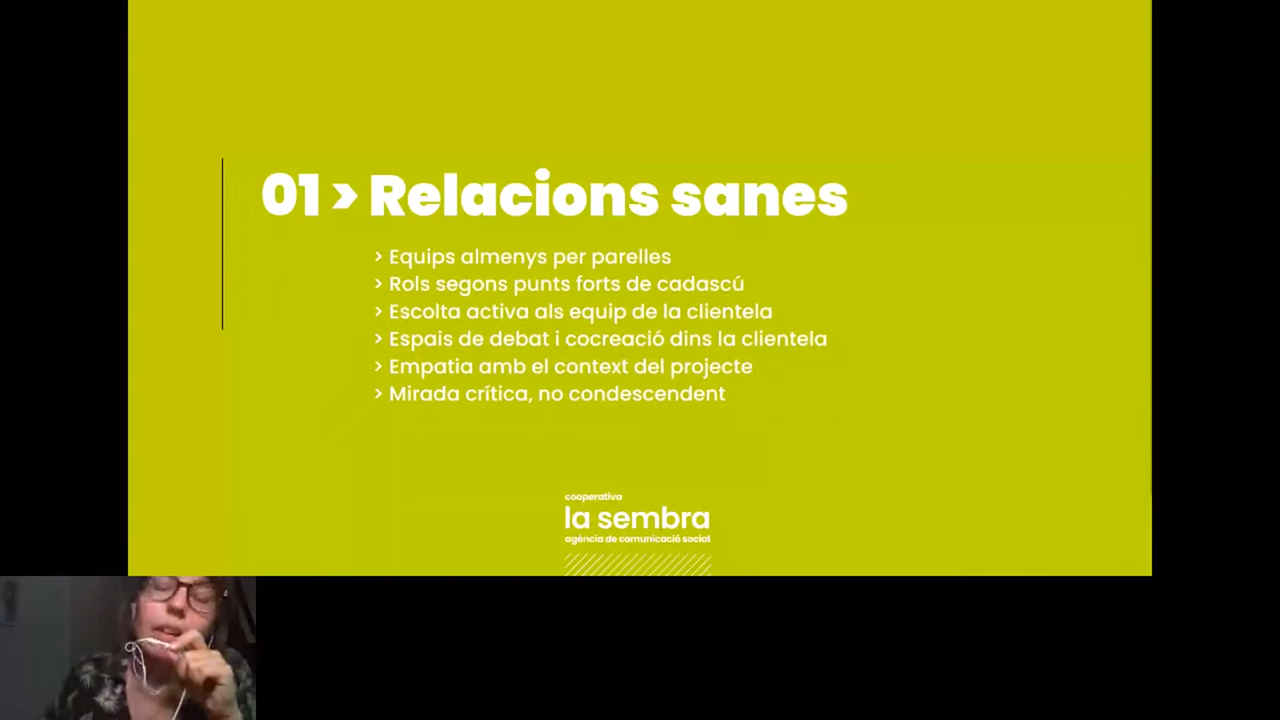 01 > Relacions sanes
> Equips almenys per parelles
> Rols segons punts forts de cadascú
> Escolta activa als equip de la clientela
> Espais de debat i cocreació dins la clientela
> Empatia amb el context del projecte
> Mirada crítica, no condescendent
cooperativa
la sembra
agència de comunicació social